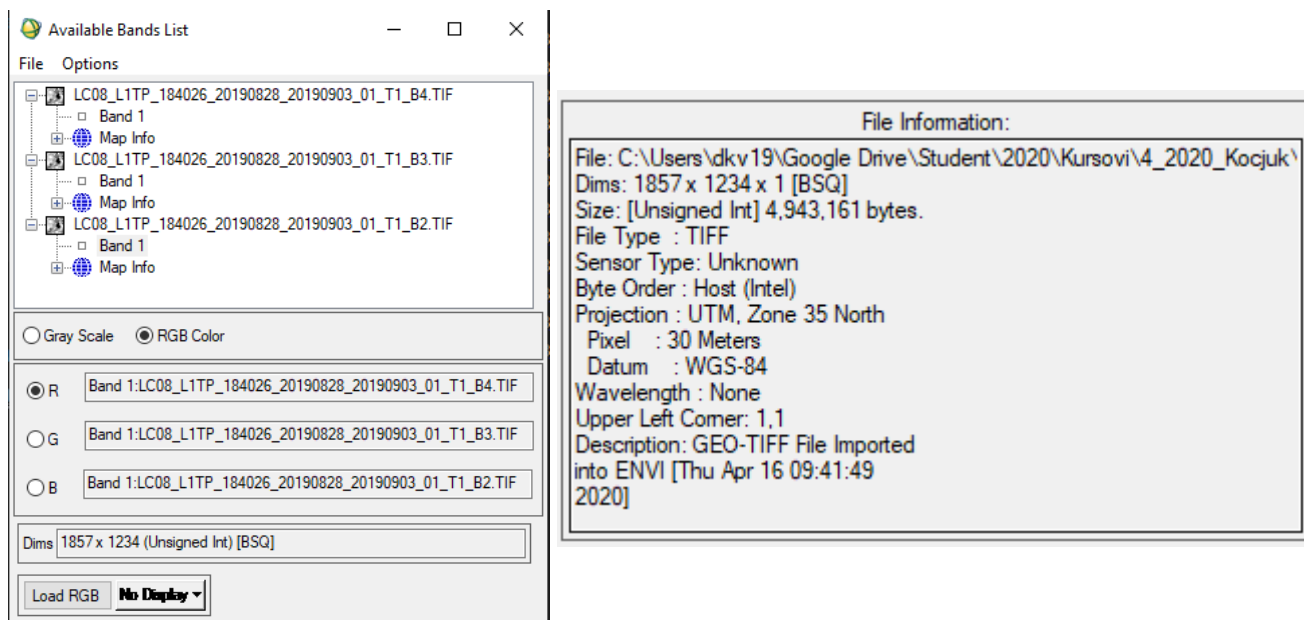 Available Bands List
File Options
LC08_L1TP_184026_20190828_20190903_01_T1_B4.TIF
Band 1
Map Info
LC08_L1TP_184026_20190828_20190903_01_T1_B3.TIF
Band 1
Map Info
LC08_L1TP_184026_20190828_20190903_01_T1_B2.TIF
Band 1
Map Info
Gray Scale RGB Color
R Band 1:LC08_L1TP_184026_20190828_20190903_01_T1_B4.TIF
G Band 1:LC08_L1TP_184026_20190828_20190903_01_T1_B3.TIF
B Band 1:LC08_L1TP_184026_20190828_20190903_01_T1_B2.TIF
Dims 1857 x 1234 (Unsigned Int) [BSQ]
Load RGB No Display
File Information:
File: C:\Users\dkv19\Google Drive\Student\2020\Kursovi\4_2020_Kocjuk\
Dims: 1857 x 1234 x 1 [BSQ]
Size: [Unsigned Int] 4,943,161 bytes.
File Type : TIFF
Sensor Type: Unknown
Byte Order : Host (Intel)
Projection : UTM, Zone 35 North
Pixel : 30 Meters
Datum : WGS-84
Wavelength : None
Upper Left Corner: 1,1
Description: GEO-TIFF File Imported
into ENVI [Thu Apr 16 09:41:49
2020]